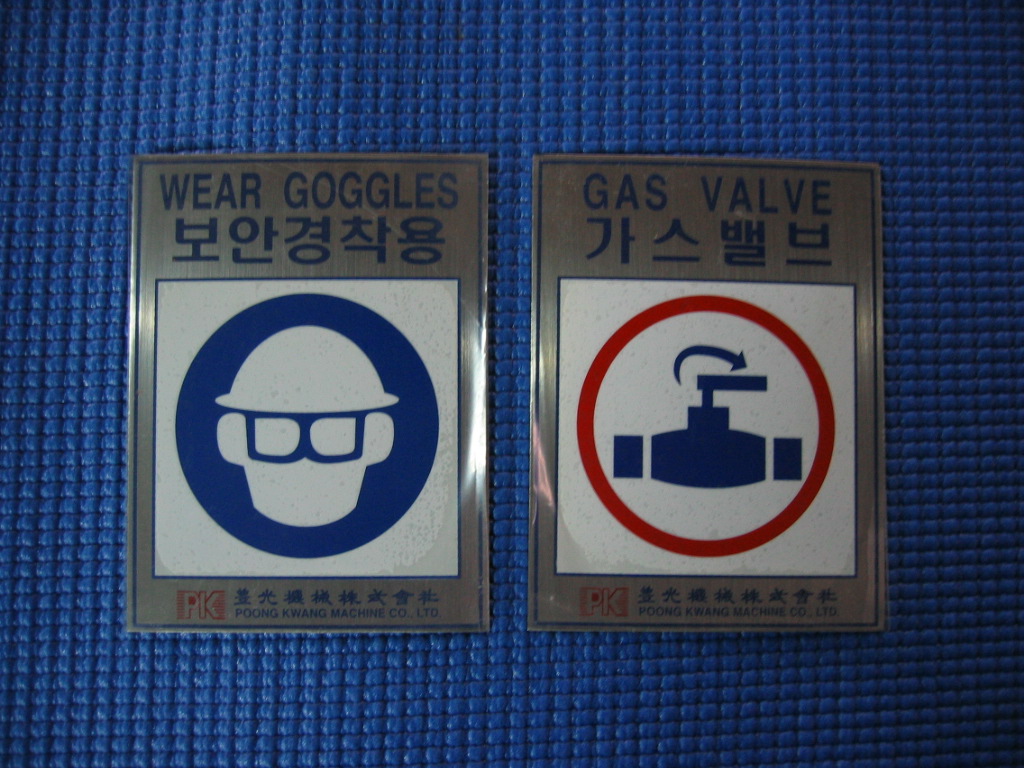 WEAR GOGGLES
보안경착용
PK 豊光機械株式會社
POONG KWANG MACHINE CO., LTD.
GAS VALVE
가스밸브
PK 豊光機械株式會社
POONG KWANG MACHINE CO., LTD.